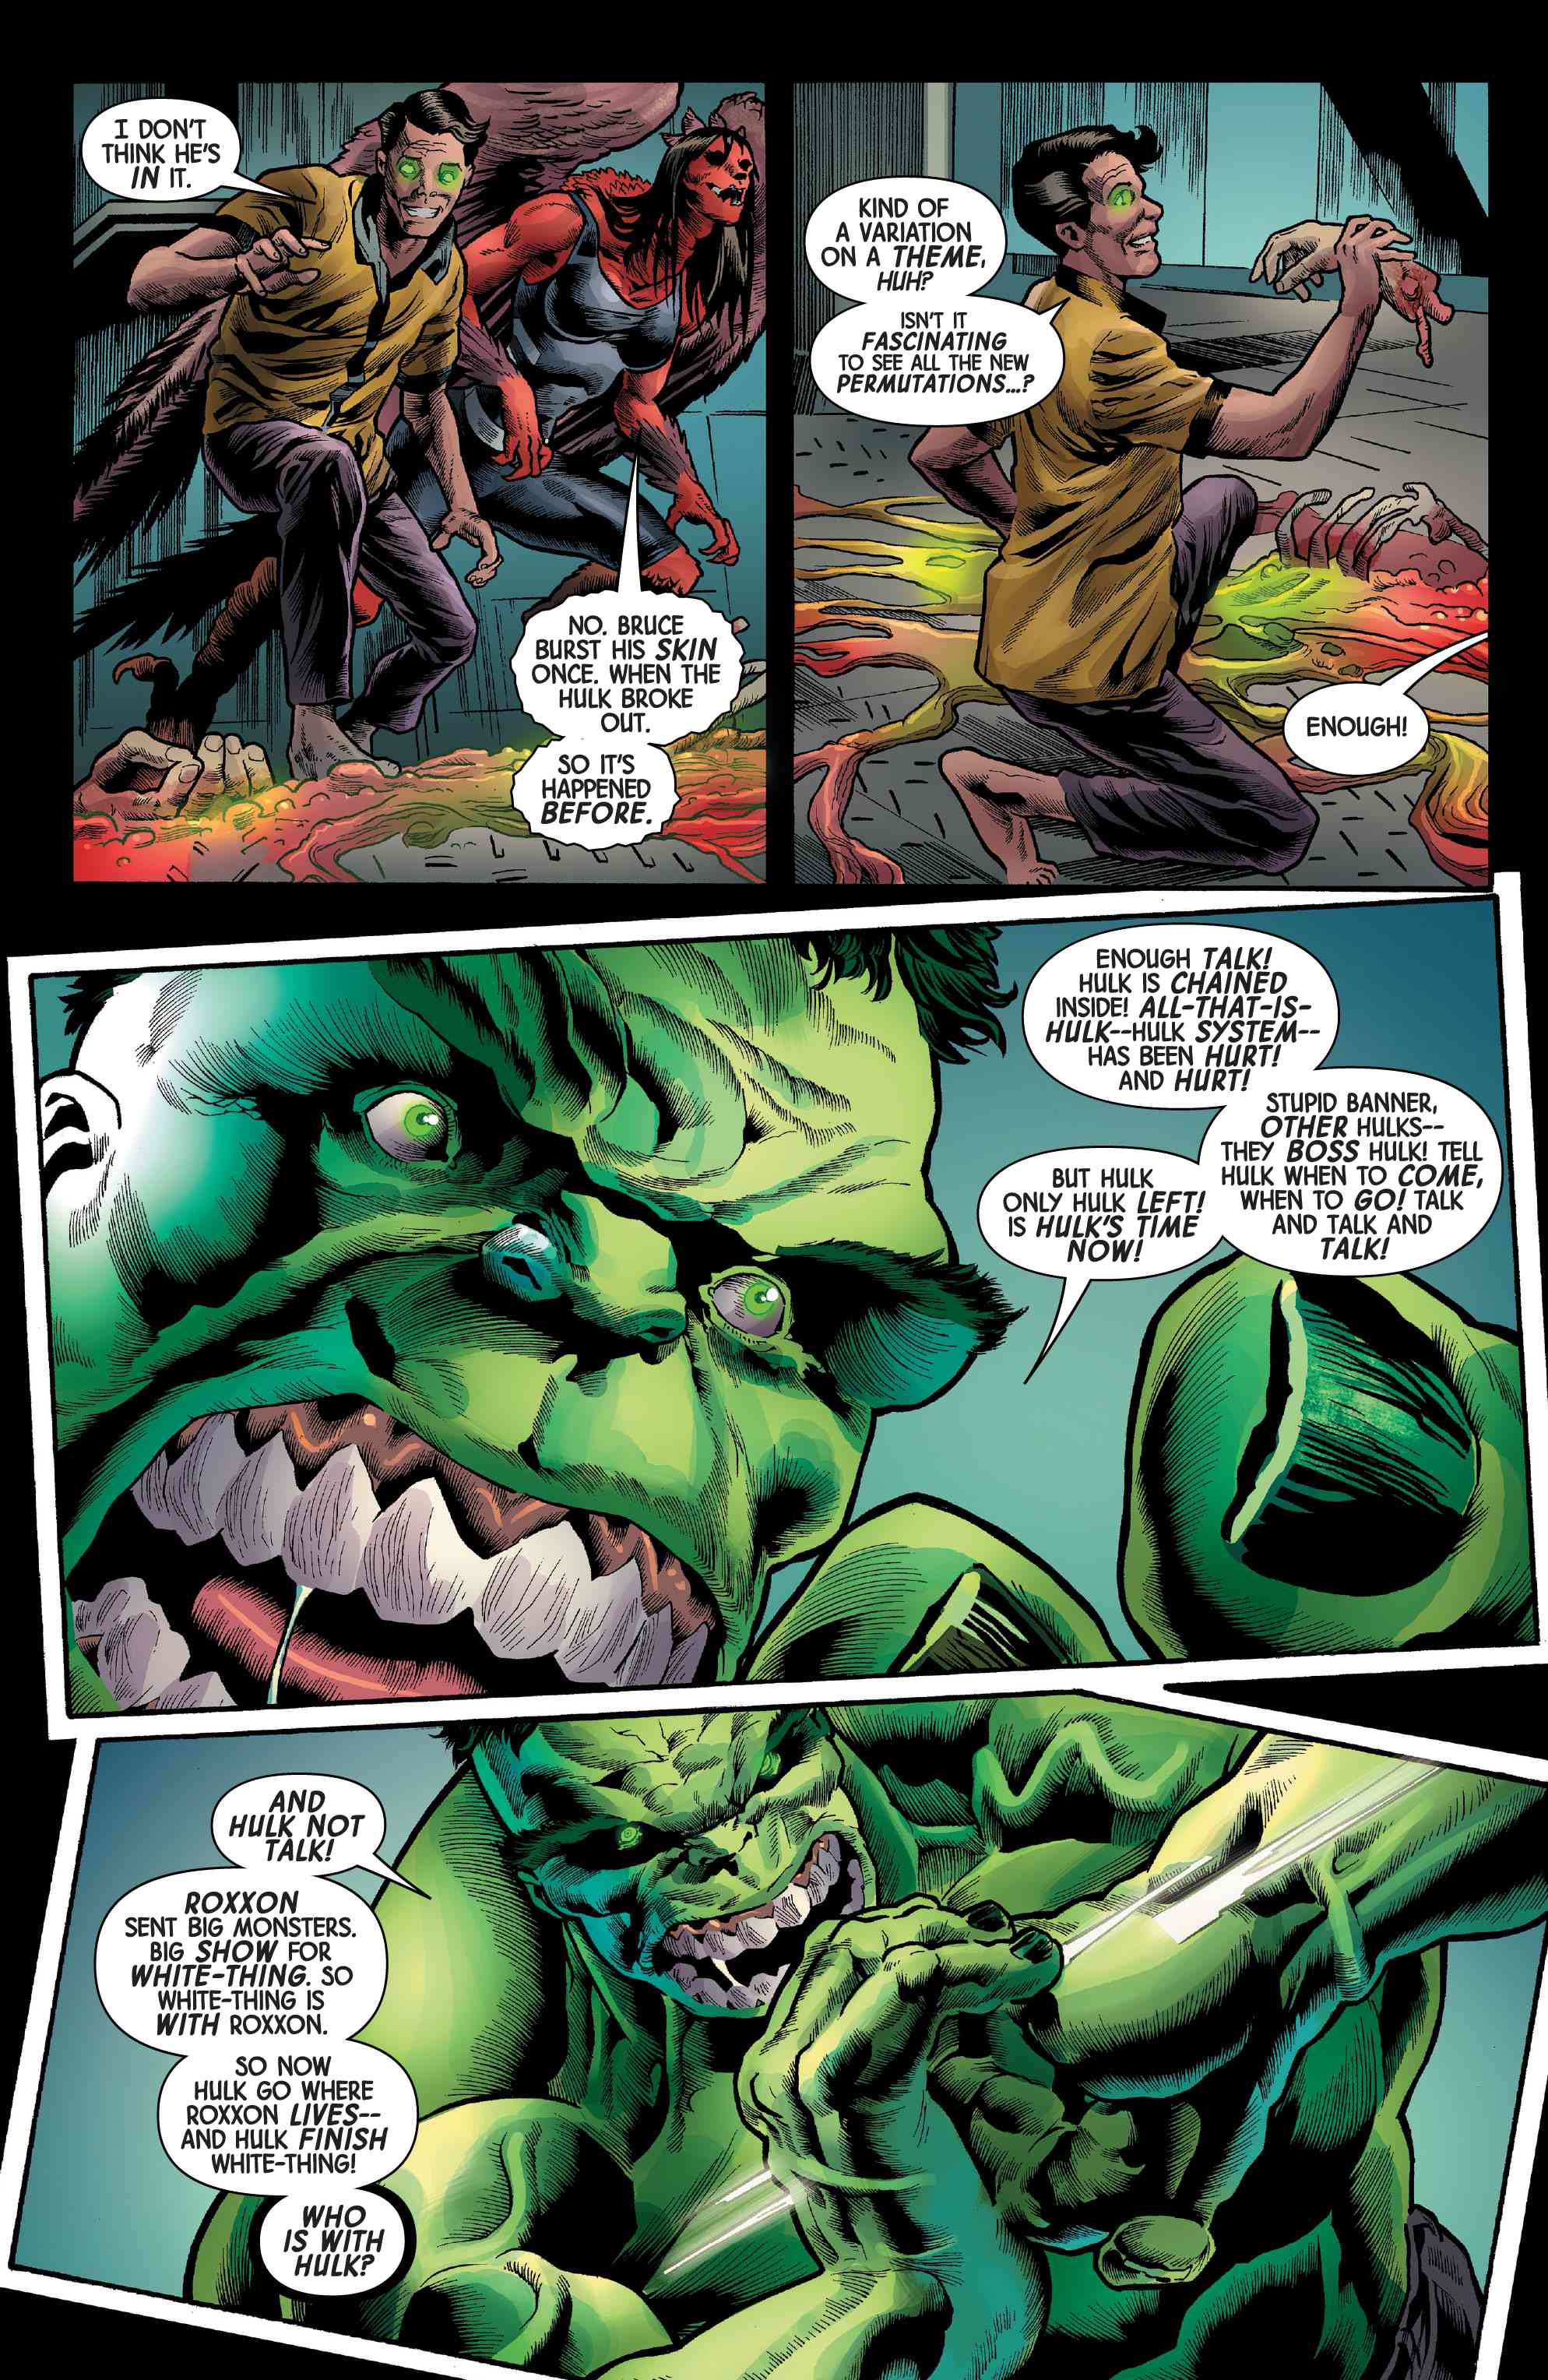 I DON'T
THINK HE'S
IN IT.
NO. BRUCE
BURST HIS SKIN
ONCE. WHEN THE
HULK BROKE
OUT.
SO IT'S
HAPPENED
BEFORE.
KIND OF
A VARIATION
ON A THEME,
HUH?
ISN'T IT
FASCINATING
TO SEE ALL THE NEW
PERMUTATIONS...?
ENOUGH!
ENOUGH TALK!
HULK IS CHAINED
INSIDE! ALL-THAT-IS-
HULK--HULK SYSTEM--
HAS BEEN HURT!
AND HURT!
STUPID BANNER,
OTHER HULKS--
THEY BOSS HULK! TELL
HULK WHEN TO COME,
WHEN TO GO! TALK
AND TALK AND
TALK!
BUT HULK
ONLY HULK LEFT!
IS HULK'S TIME
NOW!
AND
HULK NOT
TALK!
ROXXON
SENT BIG MONSTERS.
BIG SHOW FOR
WHITE-THING. SO
WHITE-THING IS
WITH ROXXON.
SO NOW
HULK GO WHERE
ROXXON LIVES--
AND HULK FINISH
WHITE-THING!
WHO
IS WITH
HULK?